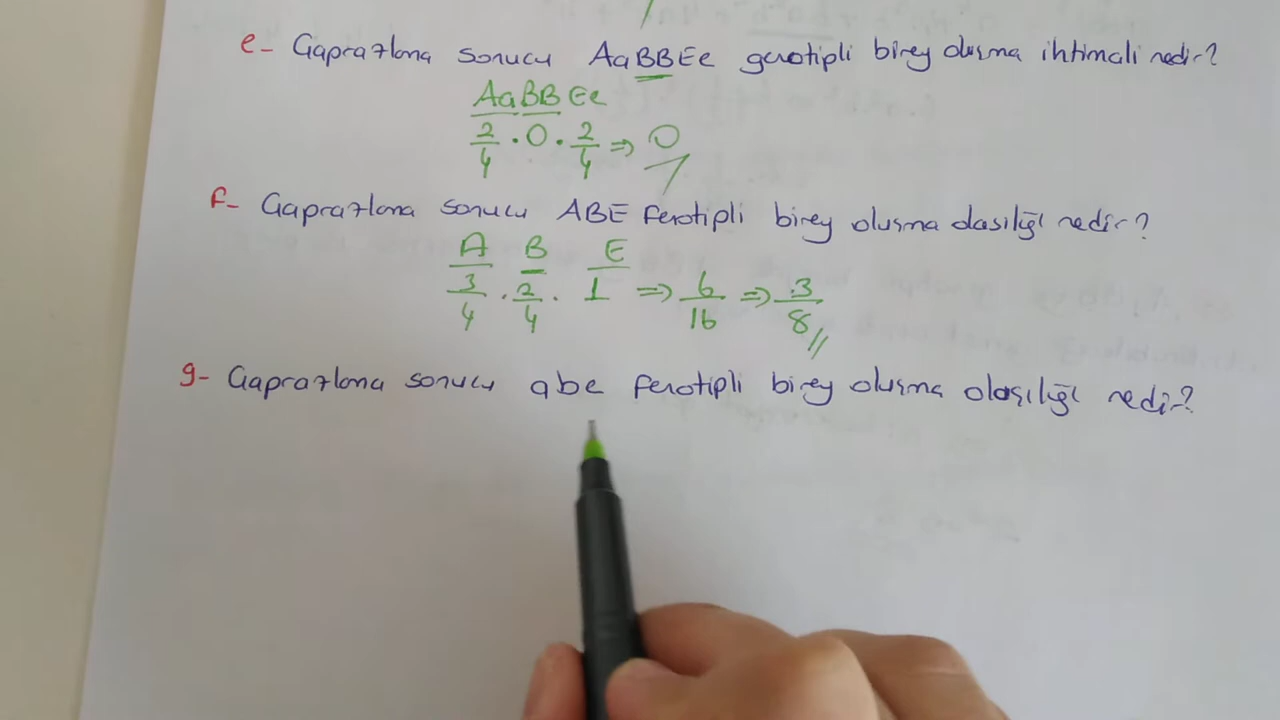 e- Çaprazlama sonucu AaBBEe genotipli birey oluşma ihtimali nedir?
AaBBEe
2/4 · 0 · 2/4 ⇒ 0
f- Çaprazlama sonucu ABE fenotipli birey oluşma olasılığı nedir?
A B E
3/4 · 2/4 · 1 ⇒ 6/16 ⇒ 3/8 //
g- Çaprazlama sonucu abe fenotipli birey oluşma olasılığı nedir?